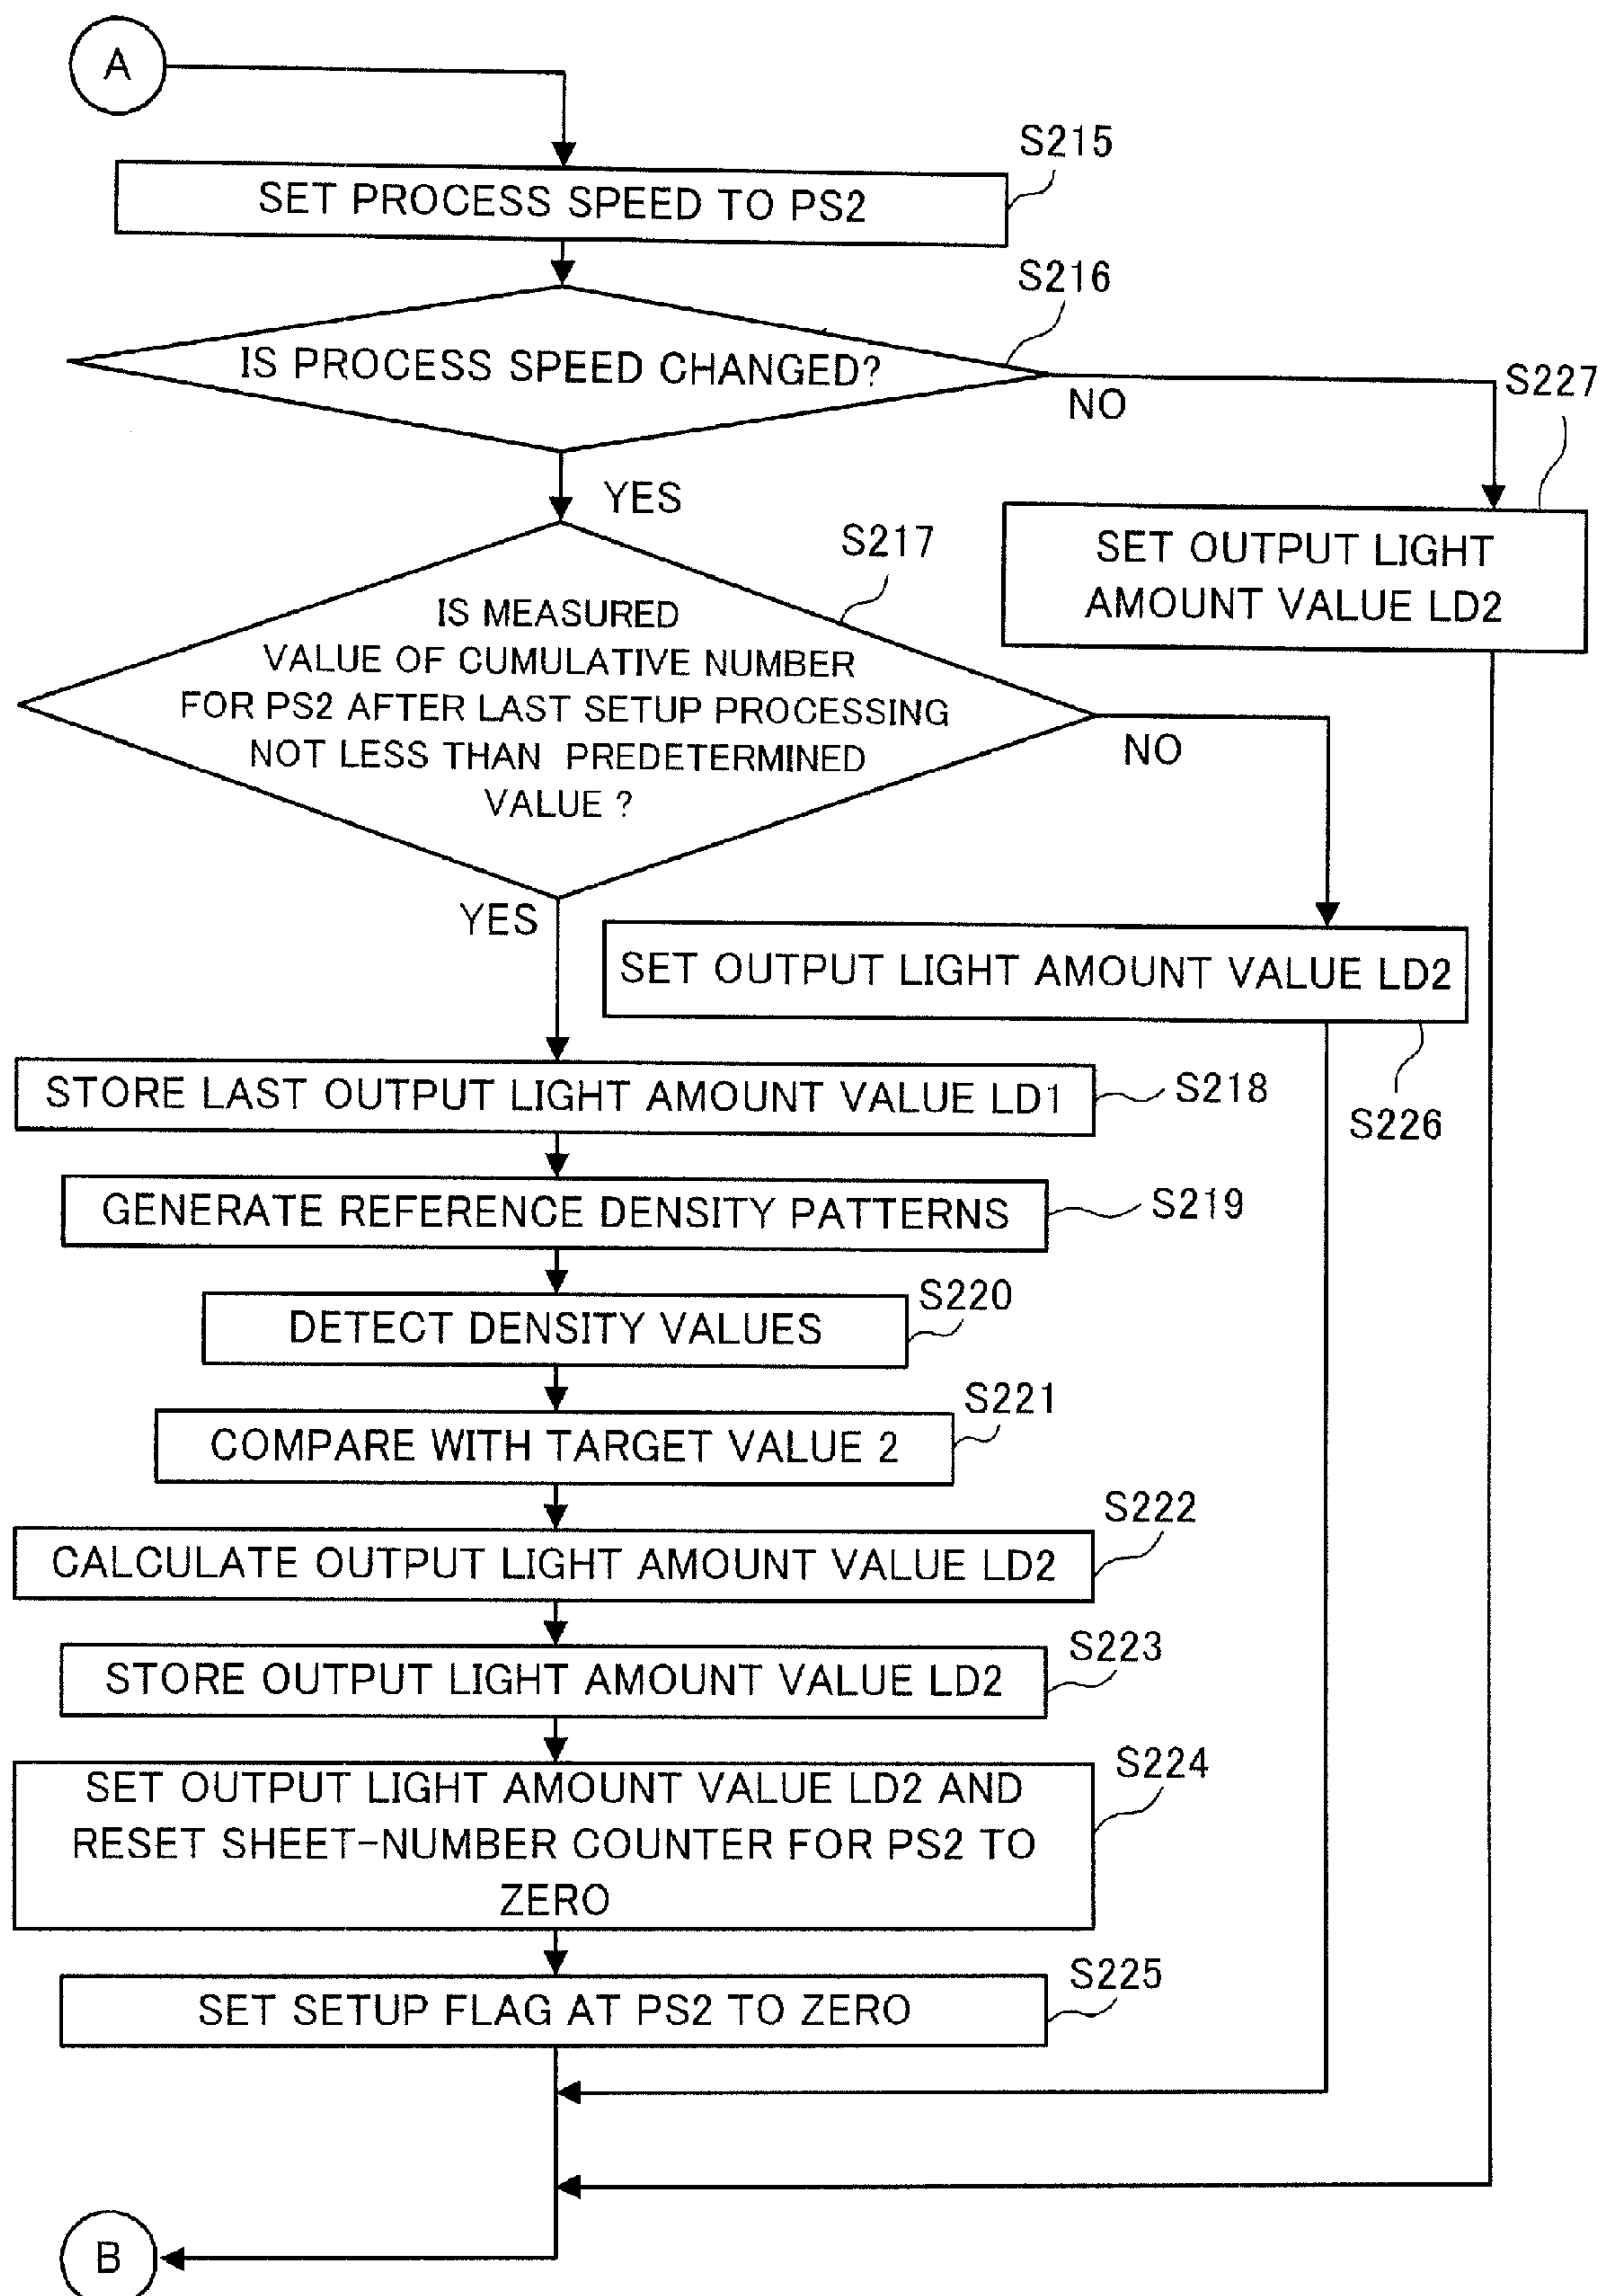 A
S215
SET PROCESS SPEED TO PS2
S216
IS PROCESS SPEED CHANGED?
NO
S227
YES
SET OUTPUT LIGHT
AMOUNT VALUE LD2
S217
IS MEASURED
VALUE OF CUMULATIVE NUMBER
FOR PS2 AFTER LAST SETUP PROCESSING
NOT LESS THAN PREDETERMINED
VALUE ?
NO
YES
SET OUTPUT LIGHT AMOUNT VALUE LD2
S226
STORE LAST OUTPUT LIGHT AMOUNT VALUE LD1
S218
GENERATE REFERENCE DENSITY PATTERNS
S219
S220
DETECT DENSITY VALUES
S221
COMPARE WITH TARGET VALUE 2
S222
CALCULATE OUTPUT LIGHT AMOUNT VALUE LD2
S223
STORE OUTPUT LIGHT AMOUNT VALUE LD2
S224
SET OUTPUT LIGHT AMOUNT VALUE LD2 AND
RESET SHEET-NUMBER COUNTER FOR PS2 TO
ZERO
S225
SET SETUP FLAG AT PS2 TO ZERO
B